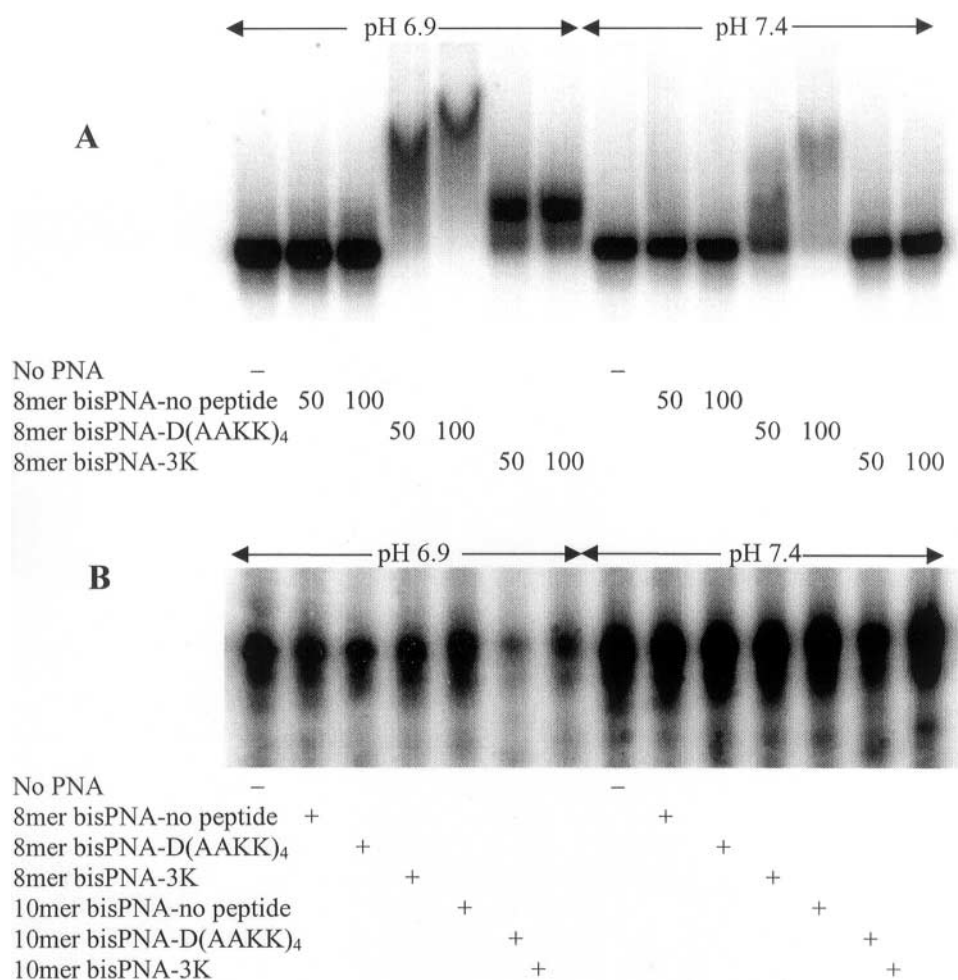 pH 6.9 pH 7.4
A
No PNA – –
8mer bisPNA-no peptide 50 100 50 100
8mer bisPNA-D(AAKK)₄ 50 100 50 100
8mer bisPNA-3K 50 100 50 100
pH 6.9 pH 7.4
B
No PNA – –
8mer bisPNA-no peptide + +
8mer bisPNA-D(AAKK)₄ + +
8mer bisPNA-3K + +
10mer bisPNA-no peptide + +
10mer bisPNA-D(AAKK)₄ + +
10mer bisPNA-3K + +